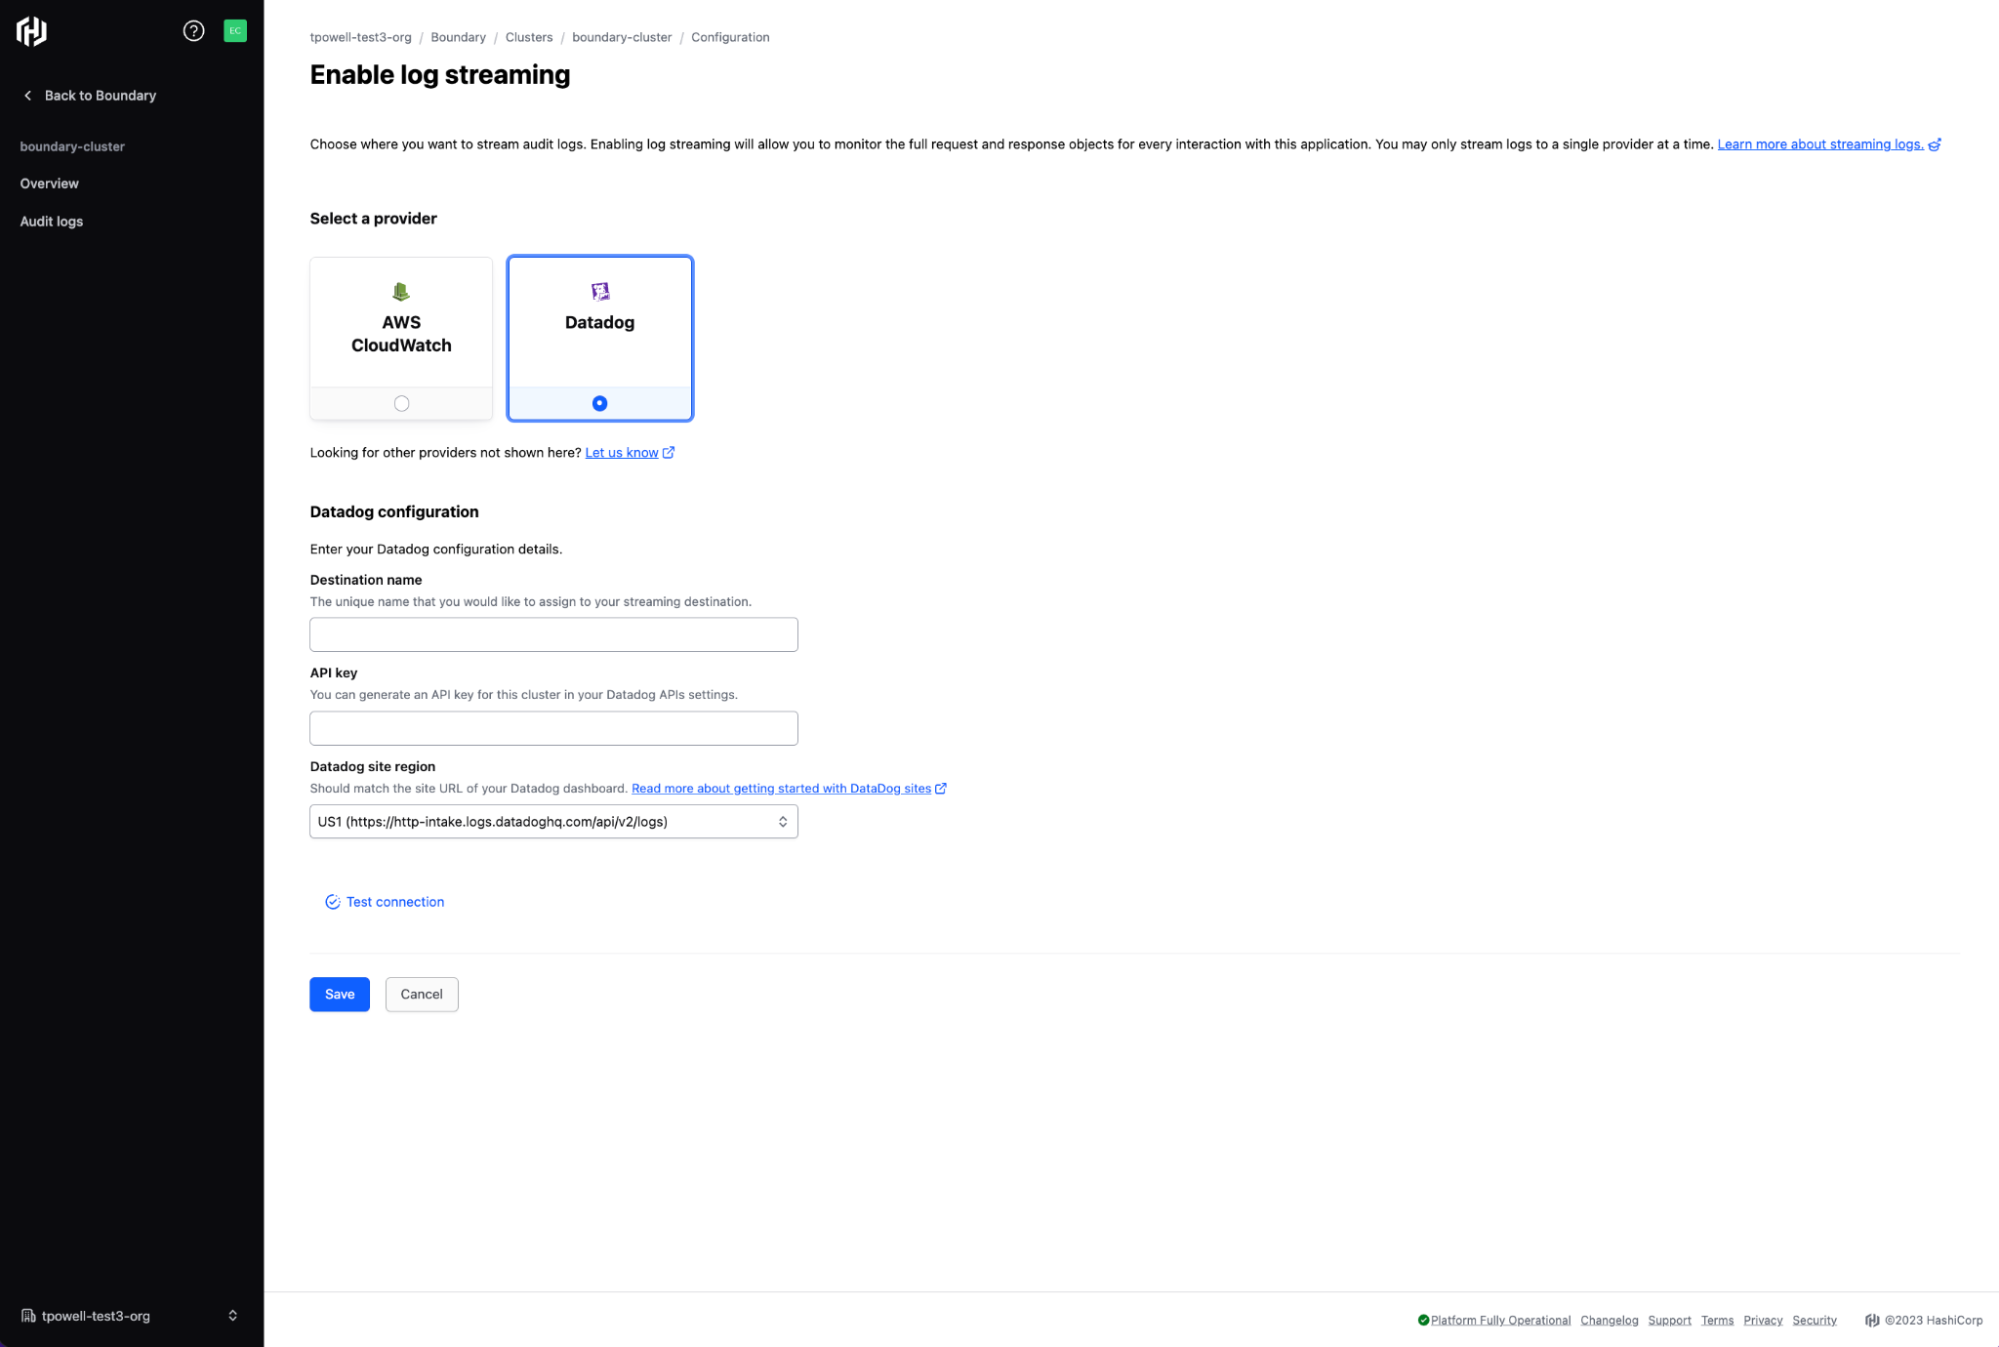 EC
Back to Boundary
boundary-cluster
Overview
Audit logs
tpowell-test3-org / Boundary / Clusters / boundary-cluster / Configuration
Enable log streaming
Choose where you want to stream audit logs. Enabling log streaming will allow you to monitor the full request and response objects for every interaction with this application. You may only stream logs to a single provider at a time. Learn more about streaming logs.
Select a provider
AWS
CloudWatch
Datadog
Looking for other providers not shown here? Let us know
Datadog configuration
Enter your Datadog configuration details.
Destination name
The unique name that you would like to assign to your streaming destination.
API key
You can generate an API key for this cluster in your Datadog APIs settings.
Datadog site region
Should match the site URL of your Datadog dashboard. Read more about getting started with DataDog sites
US1 (https://http-intake.logs.datadoghq.com/api/v2/logs)
Test connection
Save Cancel
tpowell-test3-org
Platform Fully Operational Changelog Support Terms Privacy Security ©2023 HashiCorp